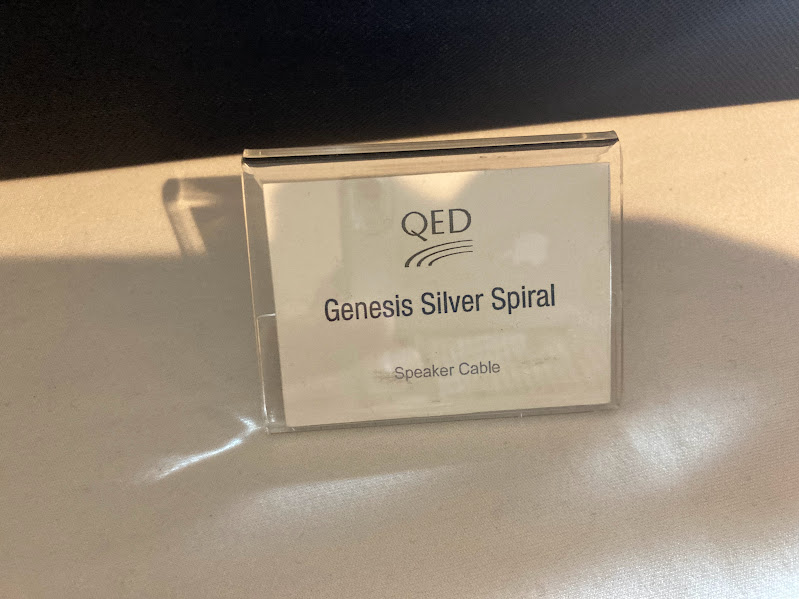 QED
Genesis Silver Spiral
Speaker Cable